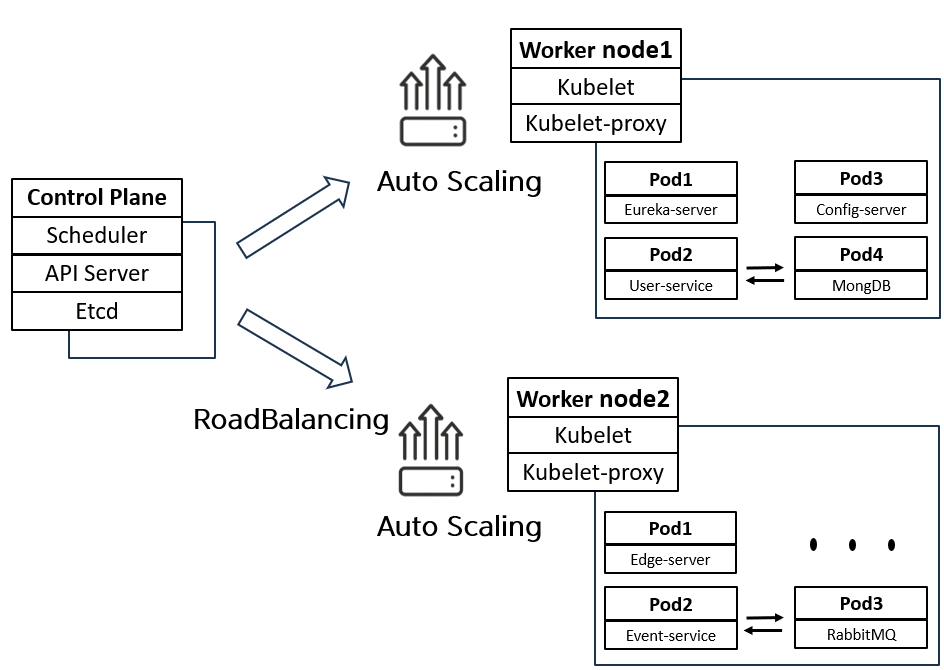 Control Plane
Scheduler
API Server
Etcd
Auto Scaling
RoadBalancing
Auto Scaling
Worker node1
Kubelet
Kubelet-proxy
Pod1
Eureka-server
Pod3
Config-server
Pod2
User-service
Pod4
MongDB
Worker node2
Kubelet
Kubelet-proxy
Pod1
Edge-server
Pod2
Event-service
Pod3
RabbitMQ